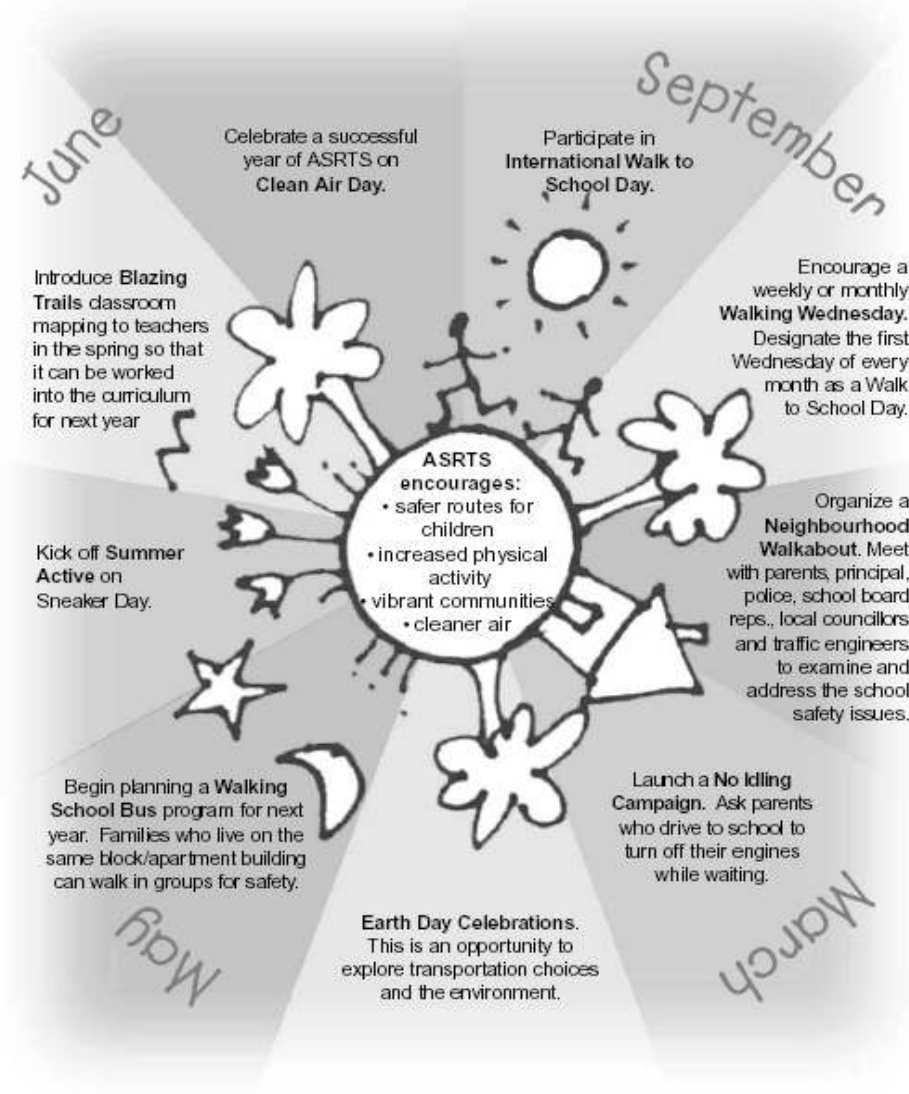 September
Participate in
International Walk to
School Day.
Encourage a
weekly or monthly
Walking Wednesday.
Designate the first
Wednesday of every
month as a Walk
to School Day.
Organize a
Neighbourhood
Walkabout. Meet
with parents, principal,
police, school board
reps., local councillors
and traffic engineers
to examine and
address the school
safety issues.
March
Launch a No Idling
Campaign. Ask parents
who drive to school to
turn off their engines
while waiting.
Earth Day Celebrations.
This is an opportunity to
explore transportation choices
and the environment.
May
Begin planning a Walking
School Bus program for next
year. Families who live on the
same block/apartment building
can walk in groups for safety.
Kick off Summer
Active on
Sneaker Day.
June
Introduce Blazing
Trails classroom
mapping to teachers
in the spring so that
it can be worked
into the curriculum
for next year
Celebrate a successful
year of ASRTS on
Clean Air Day.
ASRTS
encourages:
• safer routes for
children
• increased physical
activity
• vibrant communities
• cleaner air